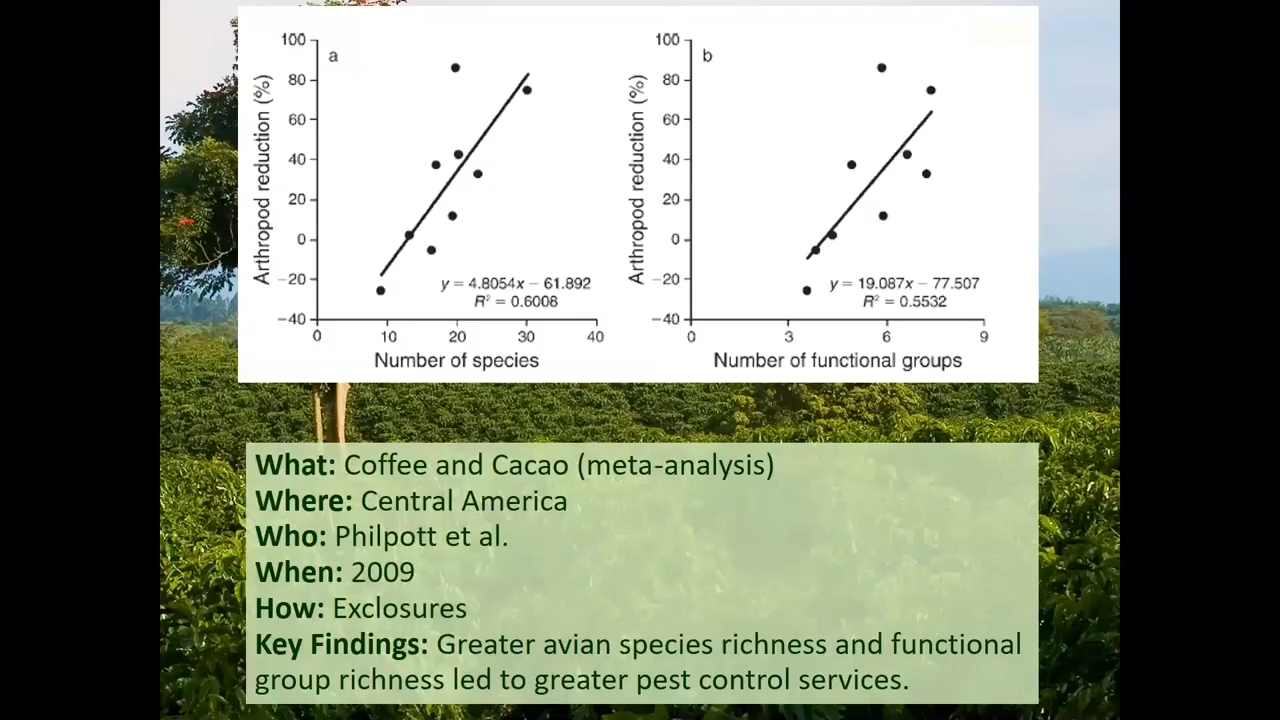 100
80
60
40
20
0
−20
−40
a
Arthropod reduction (%)
y = 4.8054x − 61.892
R² = 0.6008
0 10 20 30 40
Number of species
100
80
60
40
20
0
−20
−40
b
Arthropod reduction (%)
y = 19.087x − 77.507
R² = 0.5532
0 3 6 9
Number of functional groups
What: Coffee and Cacao (meta-analysis)
Where: Central America
Who: Philpott et al.
When: 2009
How: Exclosures
Key Findings: Greater avian species richness and functional
group richness led to greater pest control services.